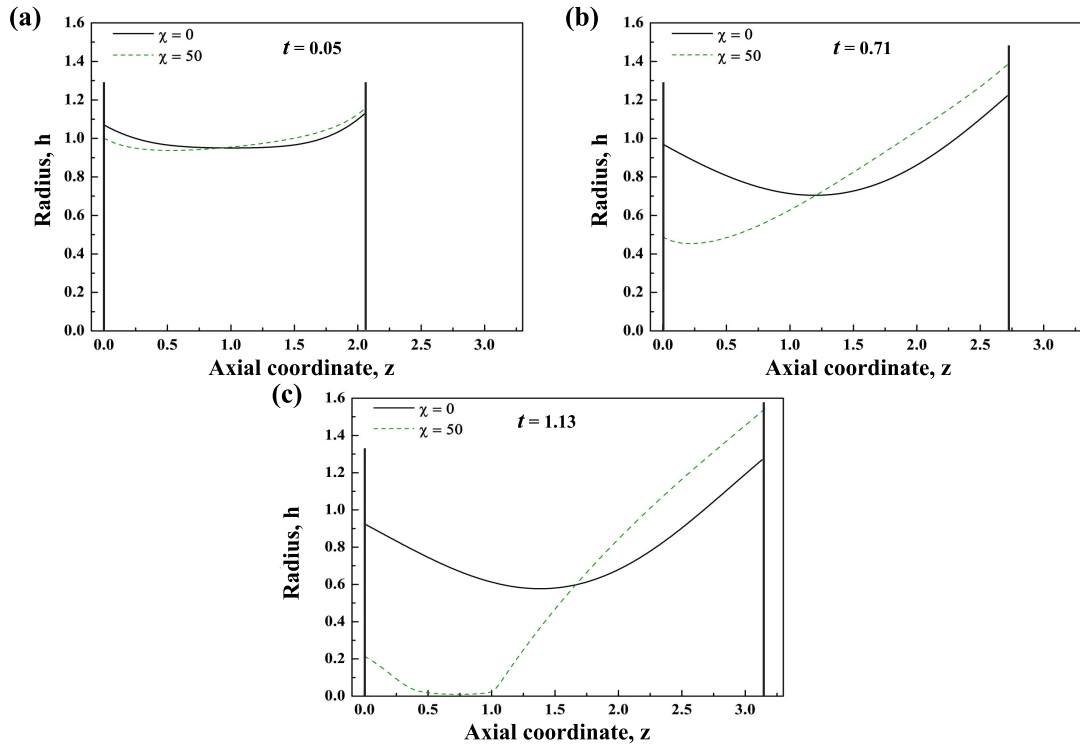 (a)
1.6
1.4
1.2
1.0
0.8
0.6
0.4
0.2
0.0
Radius, h
χ = 0
χ = 50
t = 0.05
0.0 0.5 1.0 1.5 2.0 2.5 3.0
Axial coordinate, z
(b)
1.6
1.4
1.2
1.0
0.8
0.6
0.4
0.2
0.0
Radius, h
χ = 0
χ = 50
t = 0.71
0.0 0.5 1.0 1.5 2.0 2.5 3.0
Axial coordinate, z
(c)
1.6
1.4
1.2
1.0
0.8
0.6
0.4
0.2
0.0
Radius, h
χ = 0
χ = 50
t = 1.13
0.0 0.5 1.0 1.5 2.0 2.5 3.0
Axial coordinate, z